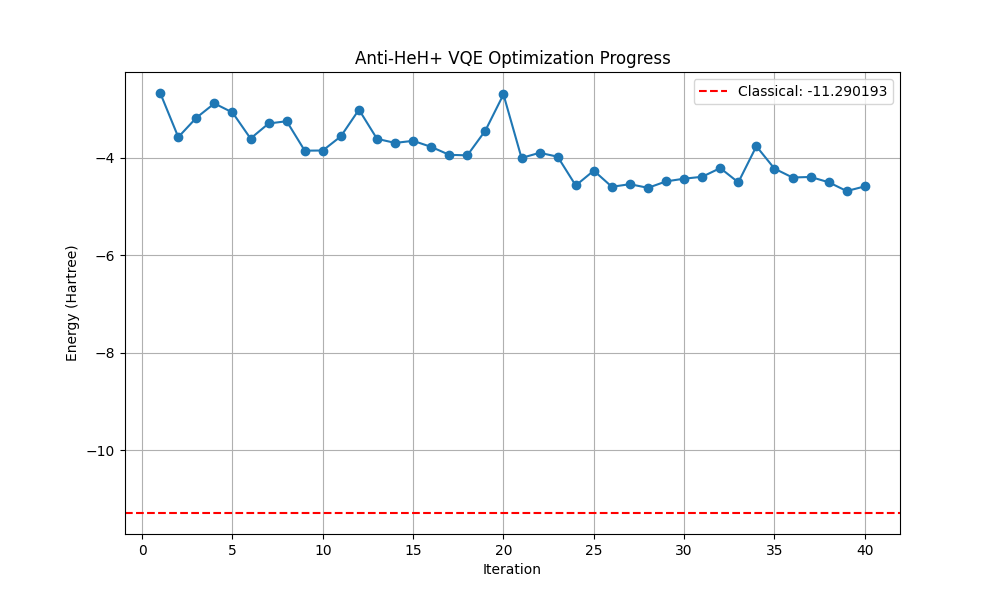 Anti-HeH+ VQE Optimization Progress
Classical: -11.290193
Energy (Hartree)
−4
−6
−8
−10
0 5 10 15 20 25 30 35 40
Iteration